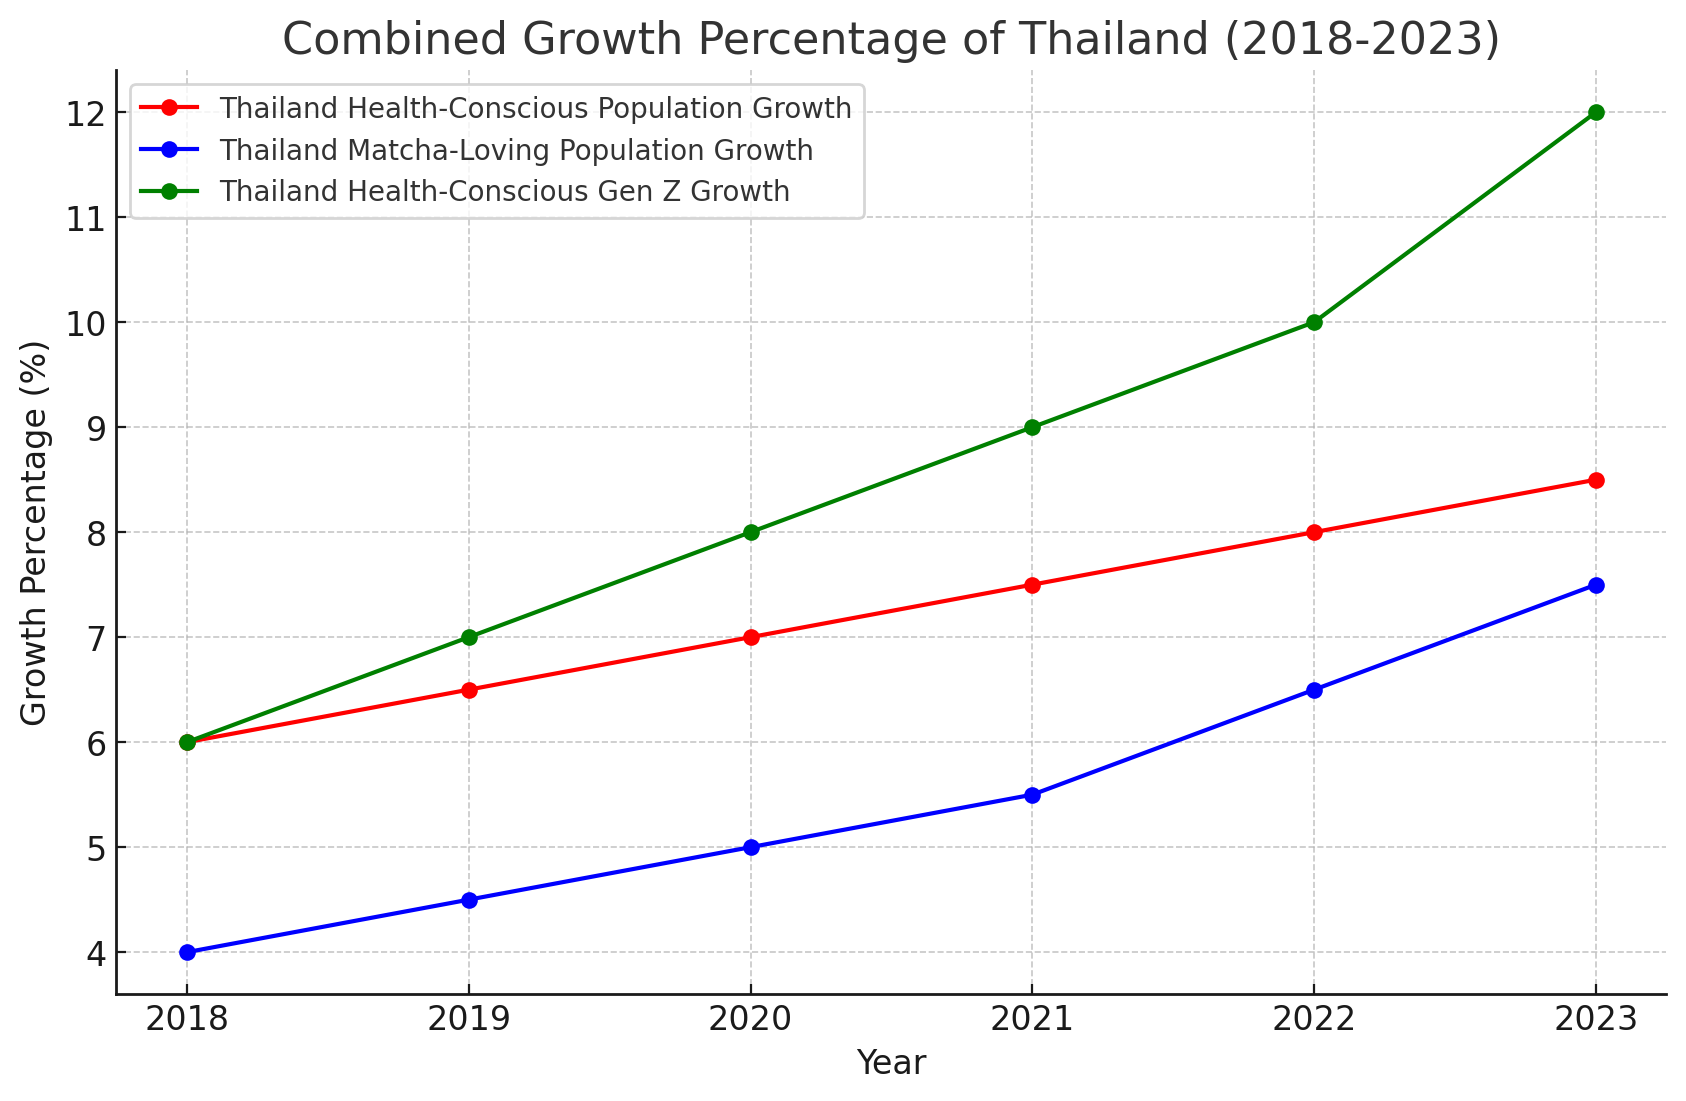 Combined Growth Percentage of Thailand (2018-2023)
Thailand Health-Conscious Population Growth
Thailand Matcha-Loving Population Growth
Thailand Health-Conscious Gen Z Growth
Growth Percentage (%)
12
11
10
9
8
7
6
5
4
2018 2019 2020 2021 2022 2023
Year